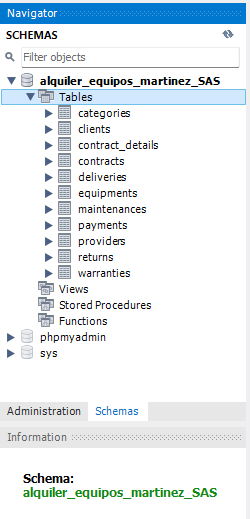 Navigator
SCHEMAS
Filter objects
alquiler_equipos_martinez_SAS
Tables
categories
clients
contract_details
contracts
deliveries
equipments
maintenances
payments
providers
returns
warranties
Views
Stored Procedures
Functions
phpmyadmin
sys
Administration Schemas
Information
Schema:
alquiler_equipos_martinez_SAS